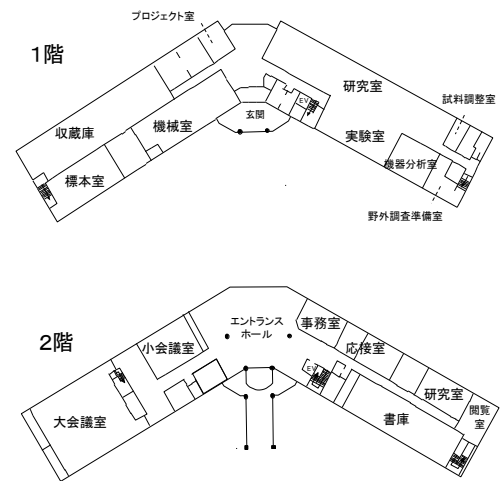 プロジェクト室
1階
研究室
試料調整室
EV
玄関
機械室
収蔵庫
実験室
機器分析室
標本室
野外調査準備室
エントランス
ホール
事務室
2階
小会議室
応接室
EV
研究室
閲覧
室
大会議室
書庫